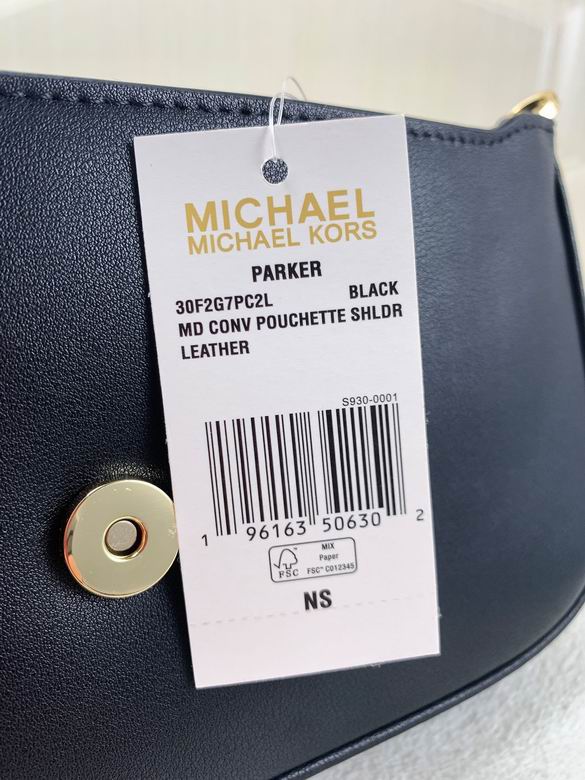 MICHAEL
MICHAEL KORS
PARKER
30F2G7PC2L BLACK
MD CONV POUCHETTE SHLDR
LEATHER
S930-0001
1 96163 50630 2
FSC
MIX
Paper
FSC™ C012345
NS